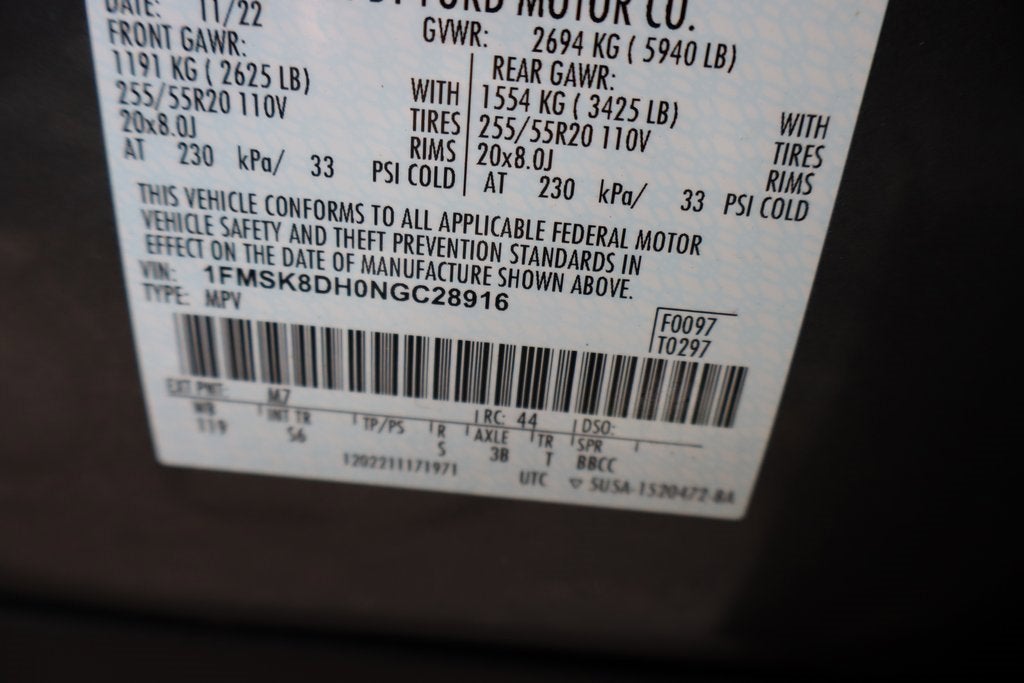 DATE: 11/22
BY FORD MOTOR CO.
GVWR: 2694 KG ( 5940 LB)
FRONT GAWR:
1191 KG ( 2625 LB) WITH
255/55R20 110V TIRES
20x8.0J RIMS
AT 230 kPa/ 33 PSI COLD
REAR GAWR:
1554 KG ( 3425 LB) WITH
255/55R20 110V TIRES
20x8.0J RIMS
AT 230 kPa/ 33 PSI COLD
THIS VEHICLE CONFORMS TO ALL APPLICABLE FEDERAL MOTOR
VEHICLE SAFETY AND THEFT PREVENTION STANDARDS IN
EFFECT ON THE DATE OF MANUFACTURE SHOWN ABOVE.
VIN: 1FMSK8DH0NGC28916
TYPE: MPV
F0097
T0297
EXT PNT: M7 RC: 44 DSO:
WB INT TR TP/PS R AXLE TR SPR
119 S6 S 3B T BBCC
1202211171971 UTC ▽ SUSA-1520472-BA